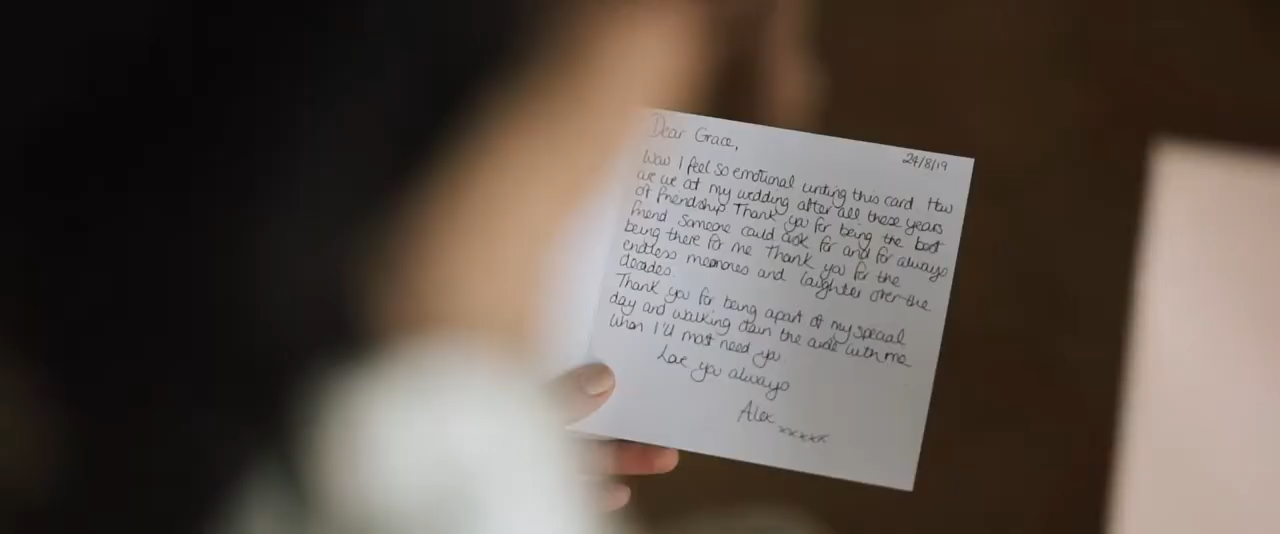 Dear Grace,
24/8/19
Wow I feel so emotional writing this card How
are we at my wedding after all these years
of friendship Thank you for being the best
friend someone could ask for and for always
being there for me Thank you for the
endless memories and laughter over the
decades.
Thank you for being apart of my special
day and walking down the aisle with me
when I'll most need you
Love you always
Alex xxxxx